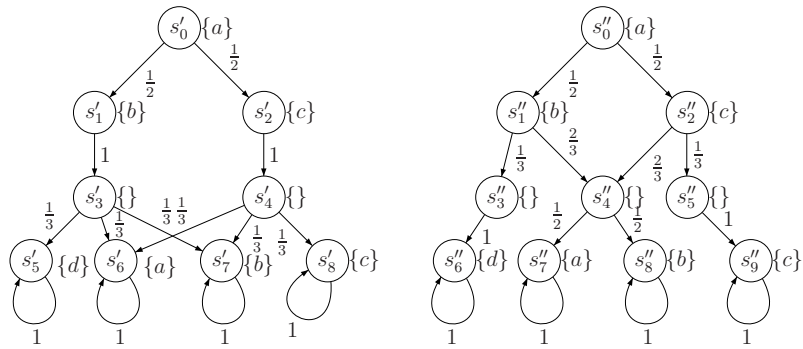 s′₀ {a} s″₀ {a}
1/2 1/2 1/2 1/2
s′₁ {b} s′₂ {c} s″₁ {b} s″₂ {c}
1 1 1/3 2/3 2/3 1/3
s′₃ {} s′₄ {} s″₃ {} s″₄ {} s″₅ {}
1/3 1/3 1/3 1/3 1/3 1/3 1 1/2 1/2 1
s′₅ {d} s′₆ {a} s′₇ {b} s′₈ {c} s″₆ {d} s″₇ {a} s″₈ {b} s″₉ {c}
1 1 1 1 1 1 1 1